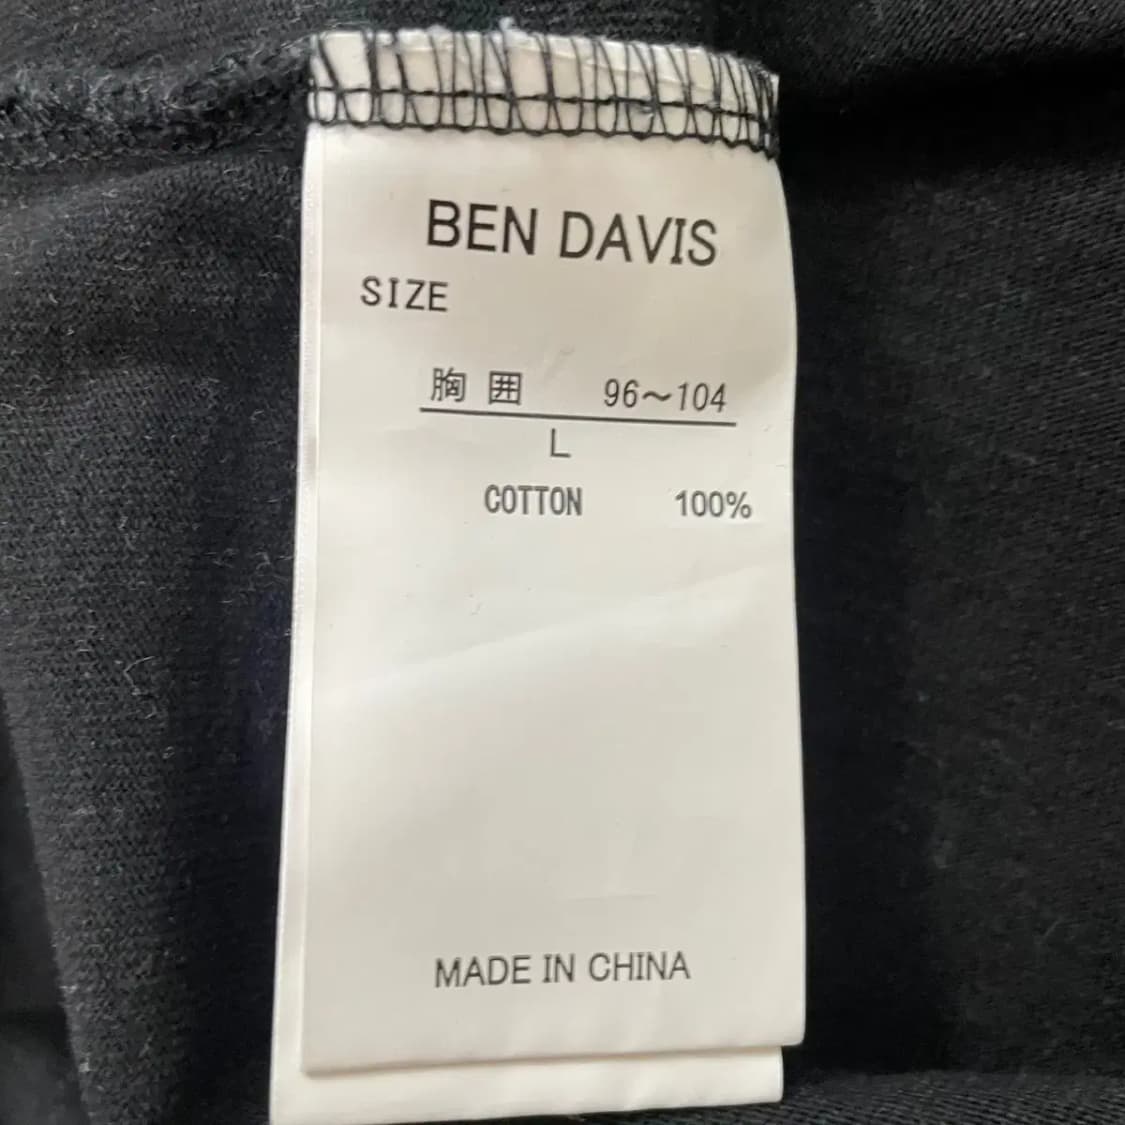 BEN DAVIS
SIZE
胸 囲 96～104
L
COTTON 100%
MADE IN CHINA